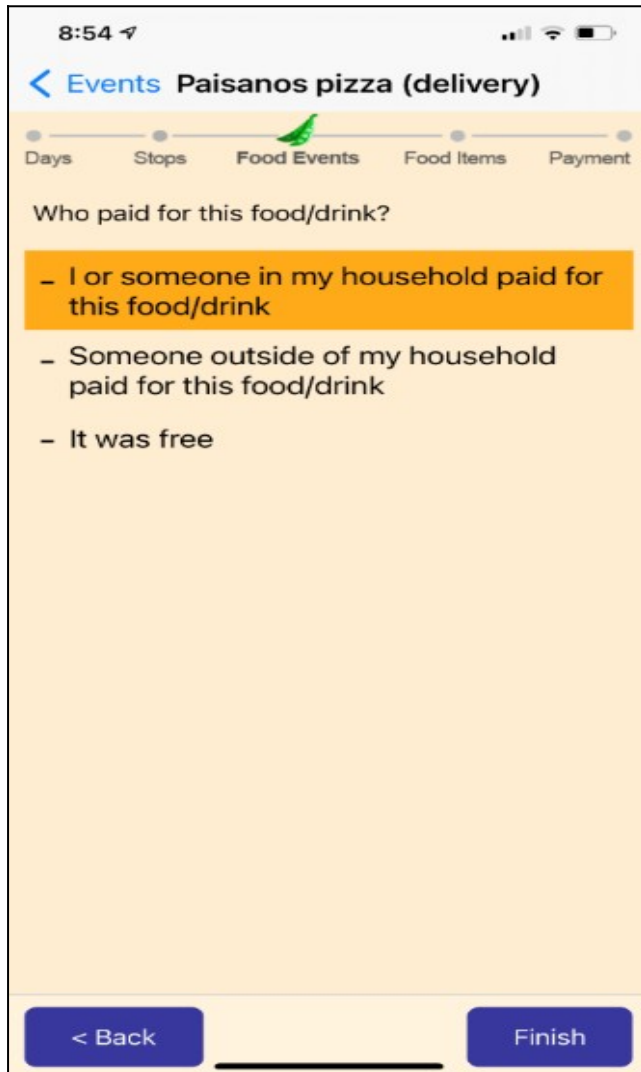 8:54
Events Paisanos pizza (delivery)
Days Stops Food Events Food Items Payment
Who paid for this food/drink?
– I or someone in my household paid for
this food/drink
– Someone outside of my household
paid for this food/drink
– It was free
< Back Finish